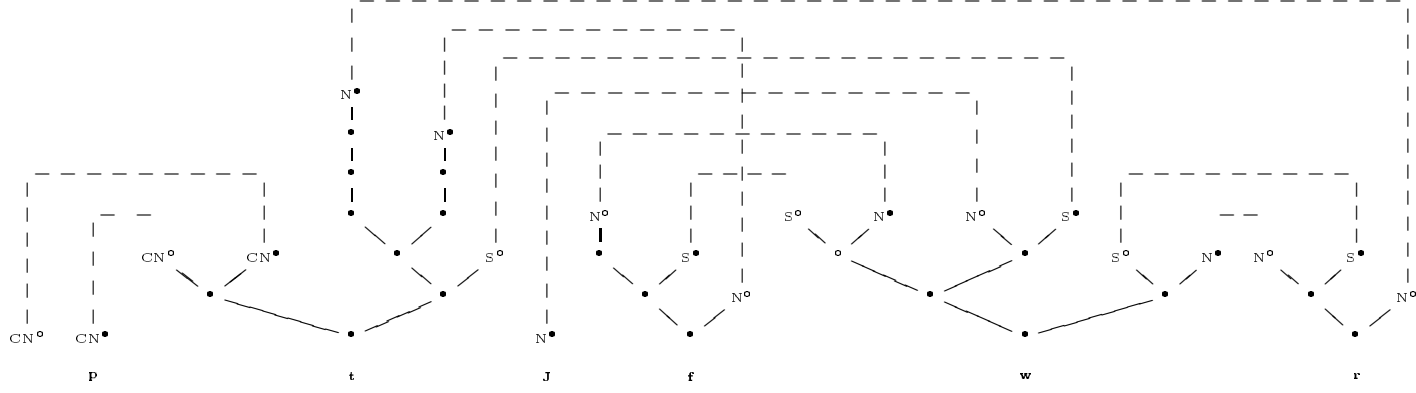 N•
N•
N° N• S° N• N° S•
CN° CN• S° S• S° N• N° S•
N° N°
CN° CN• N•
p t J f w r